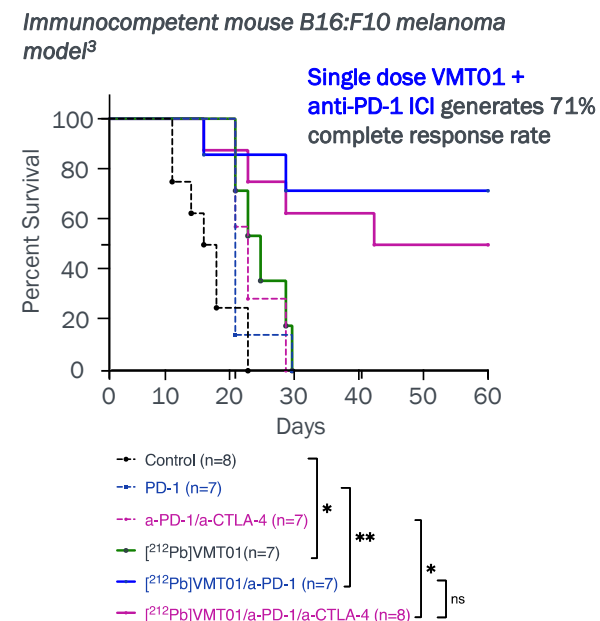 Immunocompetent mouse B16:F10 melanoma
model³
Single dose VMT01 +
anti-PD-1 ICI generates 71%
complete response rate
Percent Survival
100
80
60
40
20
0
0 10 20 30 40 50 60
Days
Control (n=8)
PD-1 (n=7)
a-PD-1/a-CTLA-4 (n=7)
[²¹²Pb]VMT01(n=7)
[²¹²Pb]VMT01/a-PD-1 (n=7)
[²¹²Pb]VMT01/a-PD-1/a-CTLA-4 (n=8)
*
**
*
ns